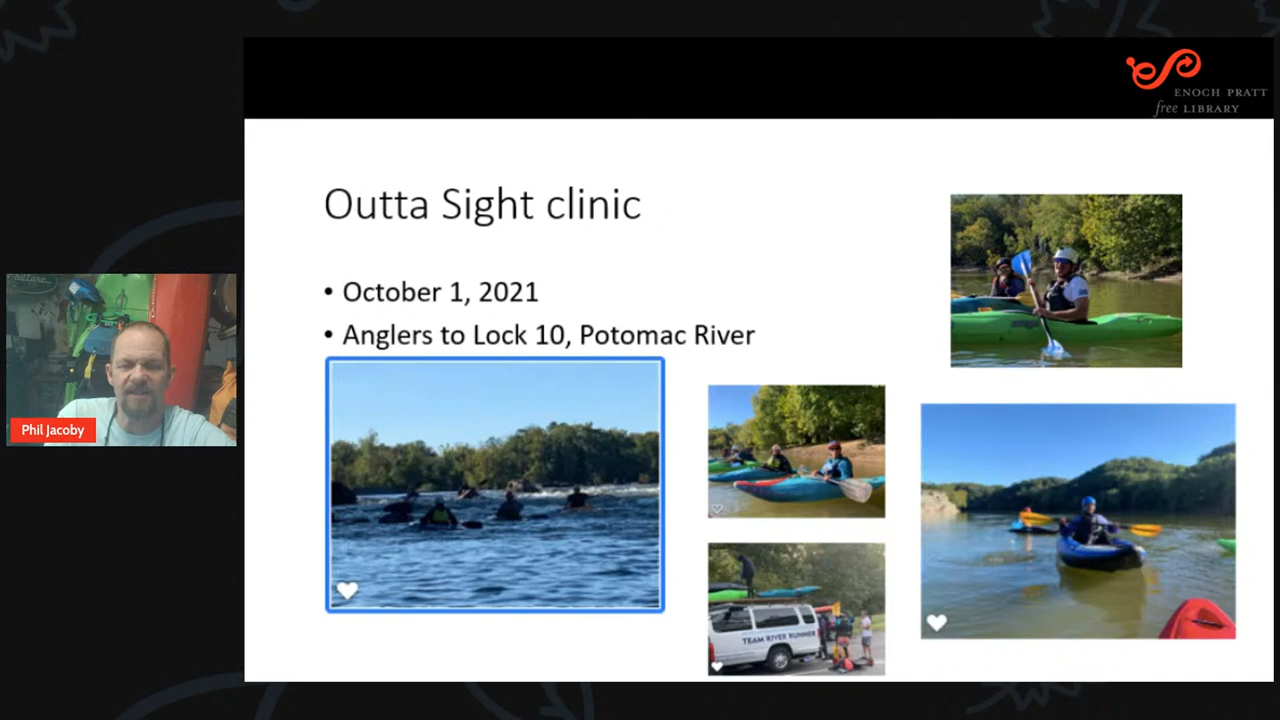 ENOCH PRATT
free LIBRARY
Outta Sight clinic
• October 1, 2021
• Anglers to Lock 10, Potomac River
Phil Jacoby
TEAM RIVER RUNNER